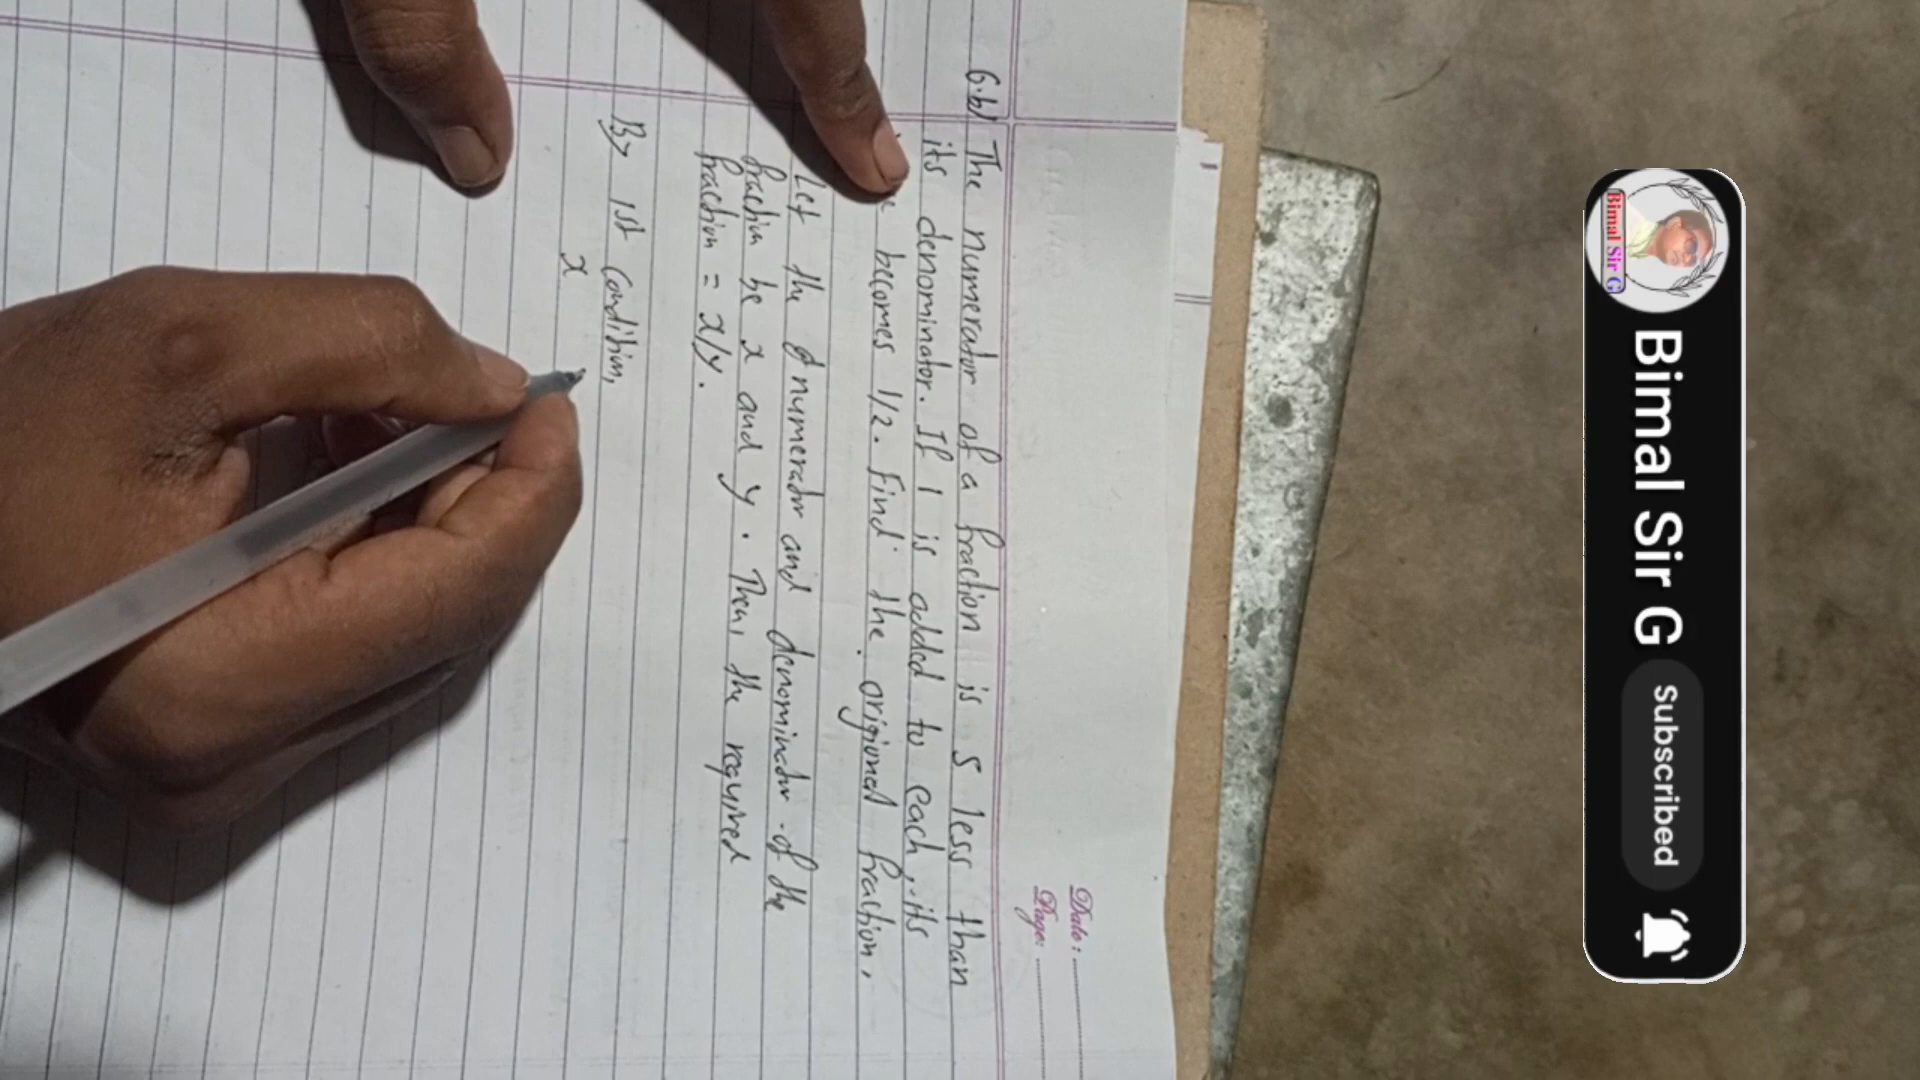 Date:
Page:
6.b) The numerator of a fraction is 5 less than
its denominator. If 1 is added to each, its
becomes 1/2. Find the origional fraction.
Let the numerator and denominator of the
fraction be x and y. Then, the required
fraction = x/y.
By 1st condition,
x
Bimal Sir G
Bimal Sir G
Subscribed